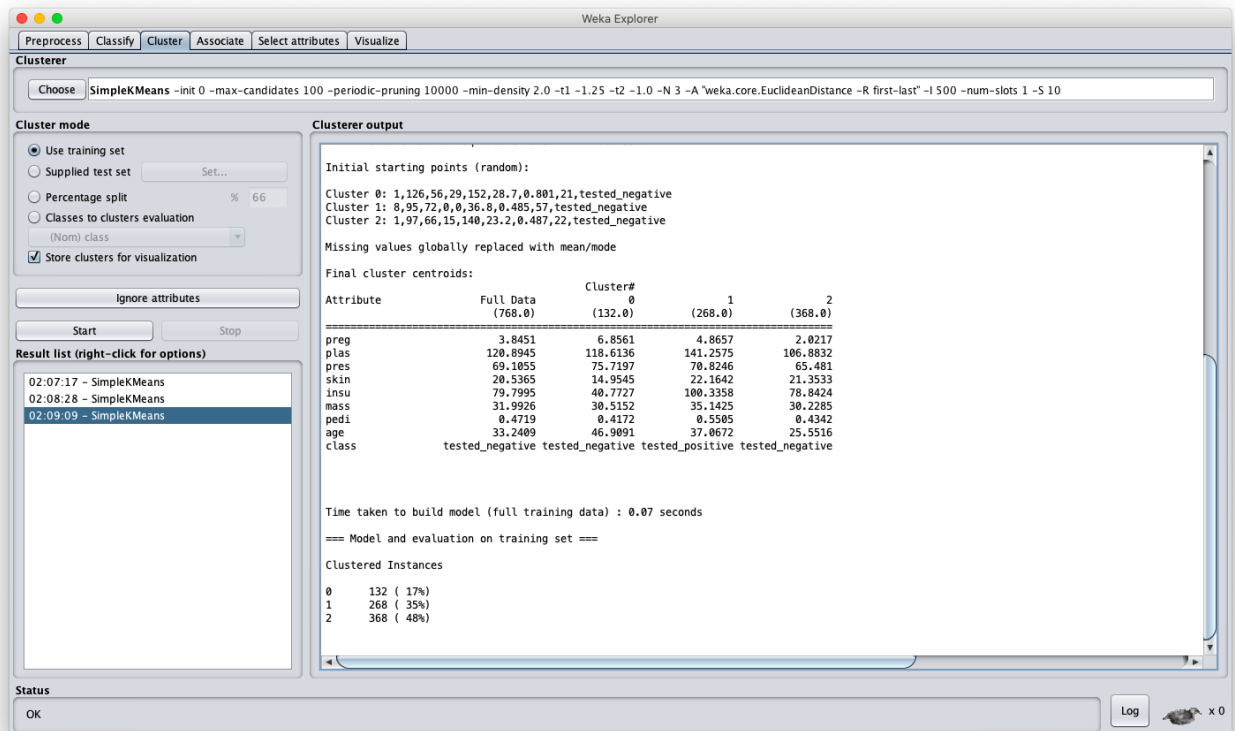 Weka Explorer
Preprocess Classify Cluster Associate Select attributes Visualize
Clusterer
Choose SimpleKMeans -init 0 -max-candidates 100 -periodic-pruning 10000 -min-density 2.0 -t1 -1.25 -t2 -1.0 -N 3 -A "weka.core.EuclideanDistance -R first-last" -I 500 -num-slots 1 -S 10
Cluster mode
Use training set
Supplied test set Set...
Percentage split % 66
Classes to clusters evaluation
(Nom) class
Store clusters for visualization
Ignore attributes
Start Stop
Result list (right-click for options)
02:07:17 - SimpleKMeans
02:08:28 - SimpleKMeans
02:09:09 - SimpleKMeans
Clusterer output
Initial starting points (random):
Cluster 0: 1,126,56,29,152,28.7,0.801,21,tested_negative
Cluster 1: 8,95,72,0,0,36.8,0.485,57,tested_negative
Cluster 2: 1,97,66,15,140,23.2,0.487,22,tested_negative
Missing values globally replaced with mean/mode
Final cluster centroids:
Cluster#
Attribute Full Data 0 1 2
(768.0) (132.0) (268.0) (368.0)
================================================================================
preg 3.8451 6.8561 4.8657 2.0217
plas 120.8945 118.6136 141.2575 106.8832
pres 69.1055 75.7197 70.8246 65.481
skin 20.5365 14.9545 22.1642 21.3533
insu 79.7995 40.7727 100.3358 78.8424
mass 31.9926 30.5152 35.1425 30.2285
pedi 0.4719 0.4172 0.5505 0.4342
age 33.2409 46.9091 37.0672 25.5516
class tested_negative tested_negative tested_positive tested_negative
Time taken to build model (full training data) : 0.07 seconds
=== Model and evaluation on training set ===
Clustered Instances
0 132 ( 17%)
1 268 ( 35%)
2 368 ( 48%)
Status
OK
Log x 0